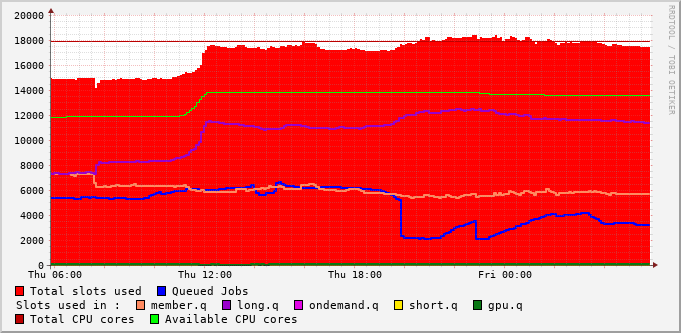 RRDTOOL / TOBI OETIKER
20000
18000
16000
14000
12000
10000
8000
6000
4000
2000
0
Thu 06:00 Thu 12:00 Thu 18:00 Fri 00:00
Total slots used Queued Jobs
Slots used in : member.q long.q ondemand.q short.q gpu.q
Total CPU cores Available CPU cores